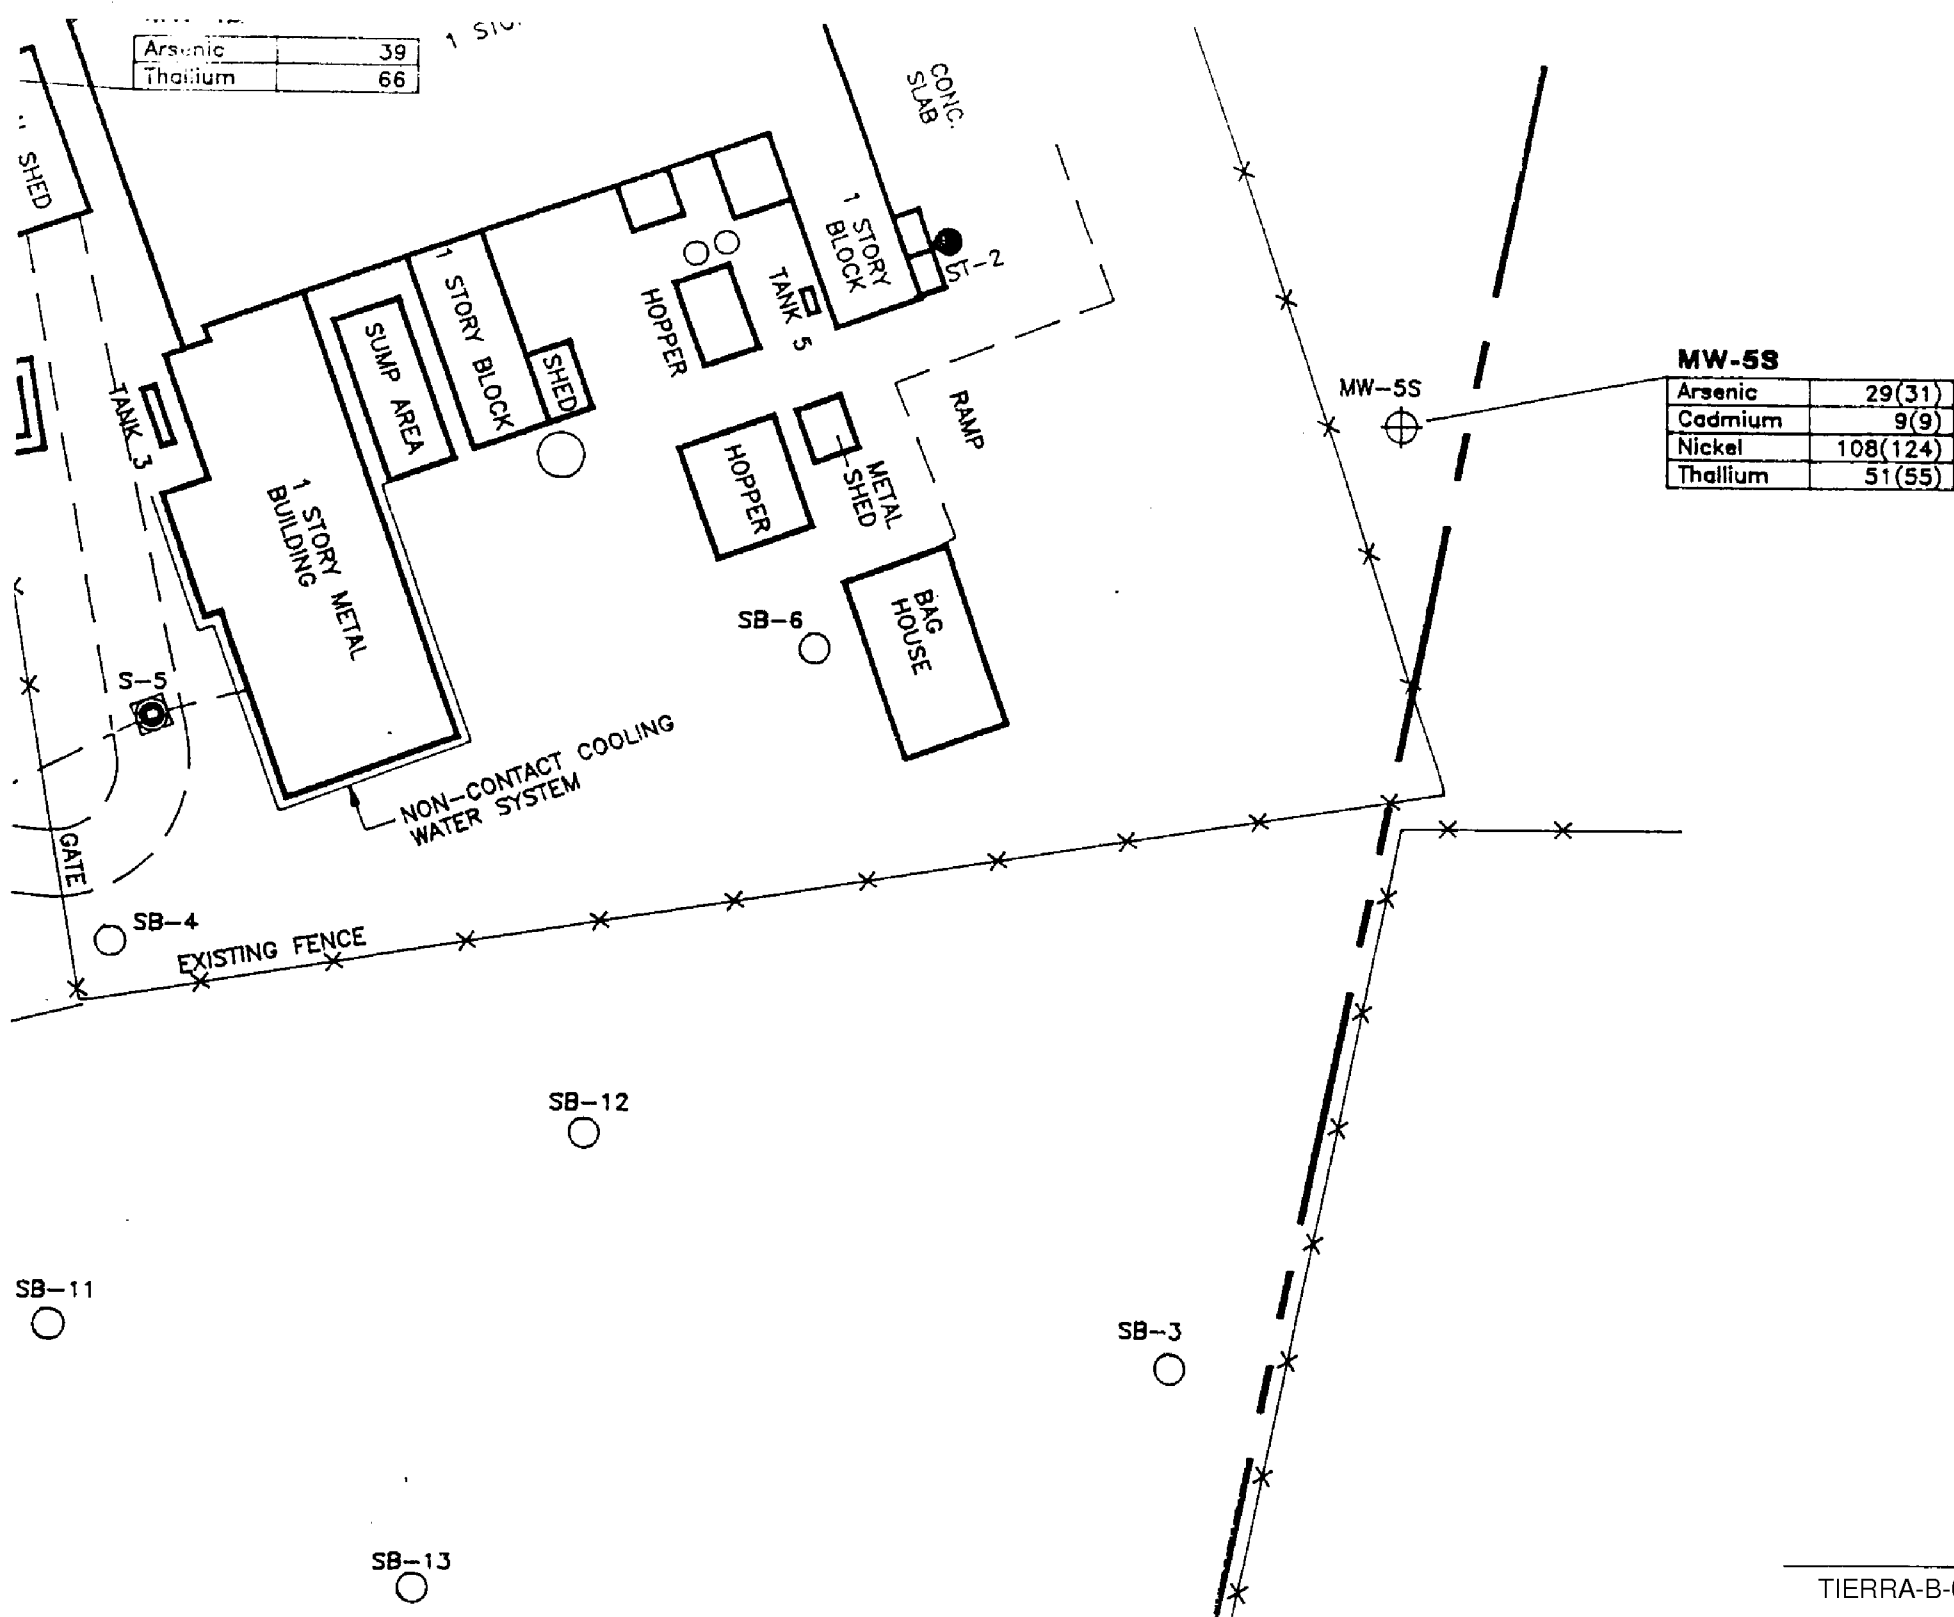 Arsenic 39
Thallium 66
CONC.
SLAB
SHED
1 STORY
BLOCK
ST-2
TANK 5
HOPPER
1 STORY BLOCK
SUMP AREA
SHED
TANK 3
RAMP
MW-5S
MW-5S
Arsenic 29(31)
Cadmium 9(9)
Nickel 108(124)
Thallium 51(55)
HOPPER
METAL
SHED
1 STORY METAL
BUILDING
BAG
HOUSE
SB-6
S-5
NON-CONTACT COOLING
WATER SYSTEM
GATE
SB-4
EXISTING FENCE
SB-12
SB-11
SB-3
SB-13
TIERRA-B-